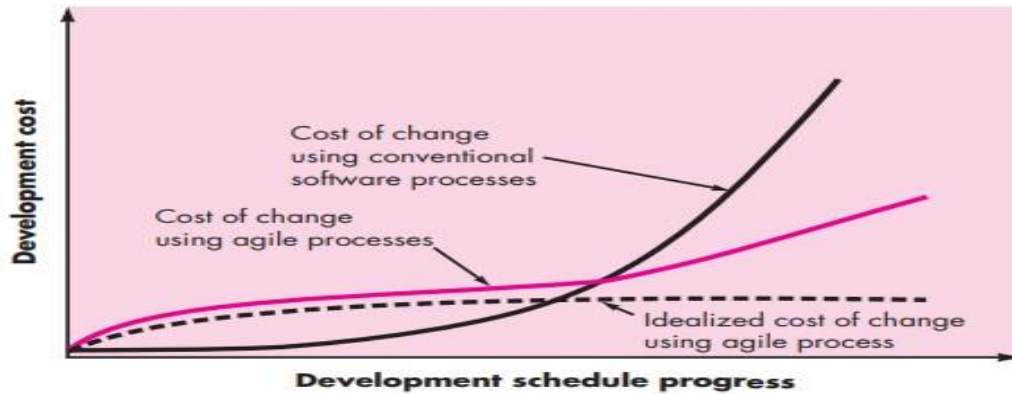 Development cost
Cost of change
using conventional
software processes
Cost of change
using agile processes
Idealized cost of change
using agile process
Development schedule progress